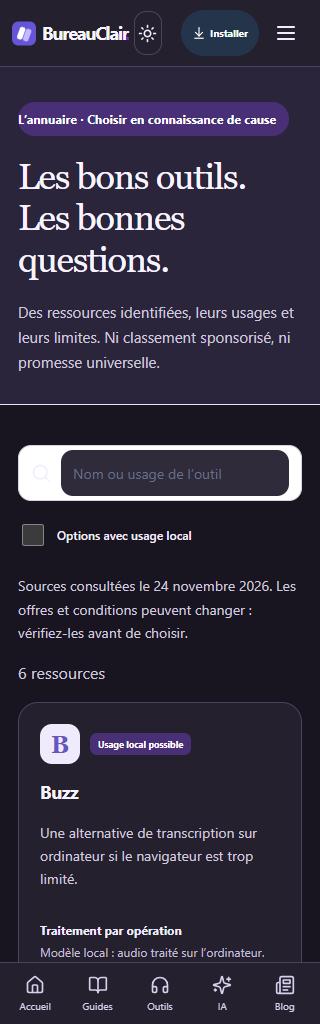 BureauClair
Installer
L'annuaire · Choisir en connaissance de cause
Les bons outils.
Les bonnes
questions.
Des ressources identifiées, leurs usages et
leurs limites. Ni classement sponsorisé, ni
promesse universelle.
Nom ou usage de l'outil
Options avec usage local
Sources consultées le 24 novembre 2026. Les
offres et conditions peuvent changer :
vérifiez-les avant de choisir.
6 ressources
B
Usage local possible
Buzz
Une alternative de transcription sur
ordinateur si le navigateur est trop
limité.
Traitement par opération
Modèle local : audio traité sur l'ordinateur.
Accueil
Guides
Outils
IA
Blog